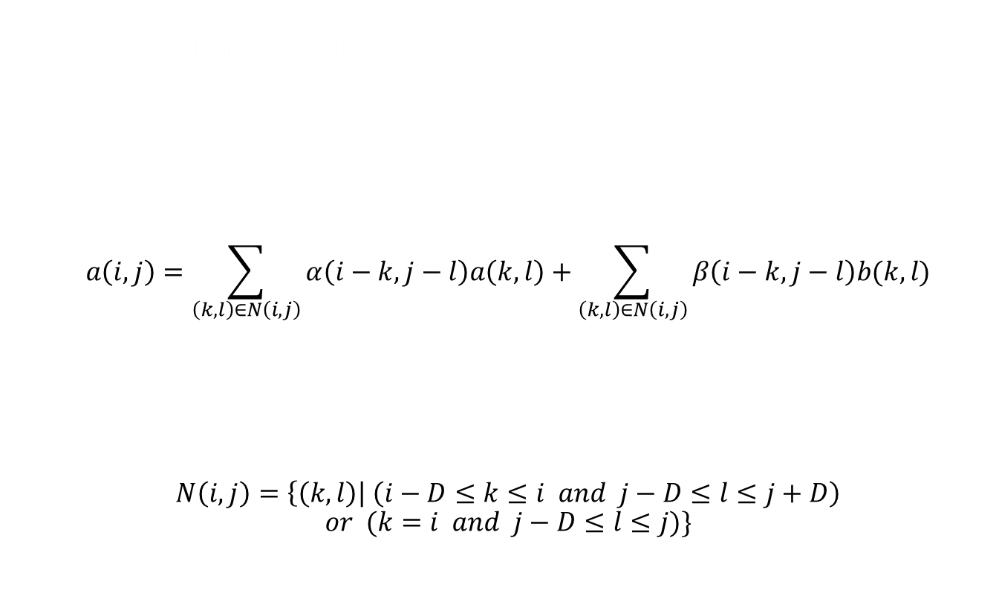 a(i,j) = ∑ α(i − k, j − l)a(k, l) + ∑ β(i − k, j − l)b(k, l)
(k,l)∈N(i,j) (k,l)∈N(i,j)
N(i,j) = {(k, l)| (i − D ≤ k ≤ i and j − D ≤ l ≤ j + D)
or (k = i and j − D ≤ l ≤ j)}